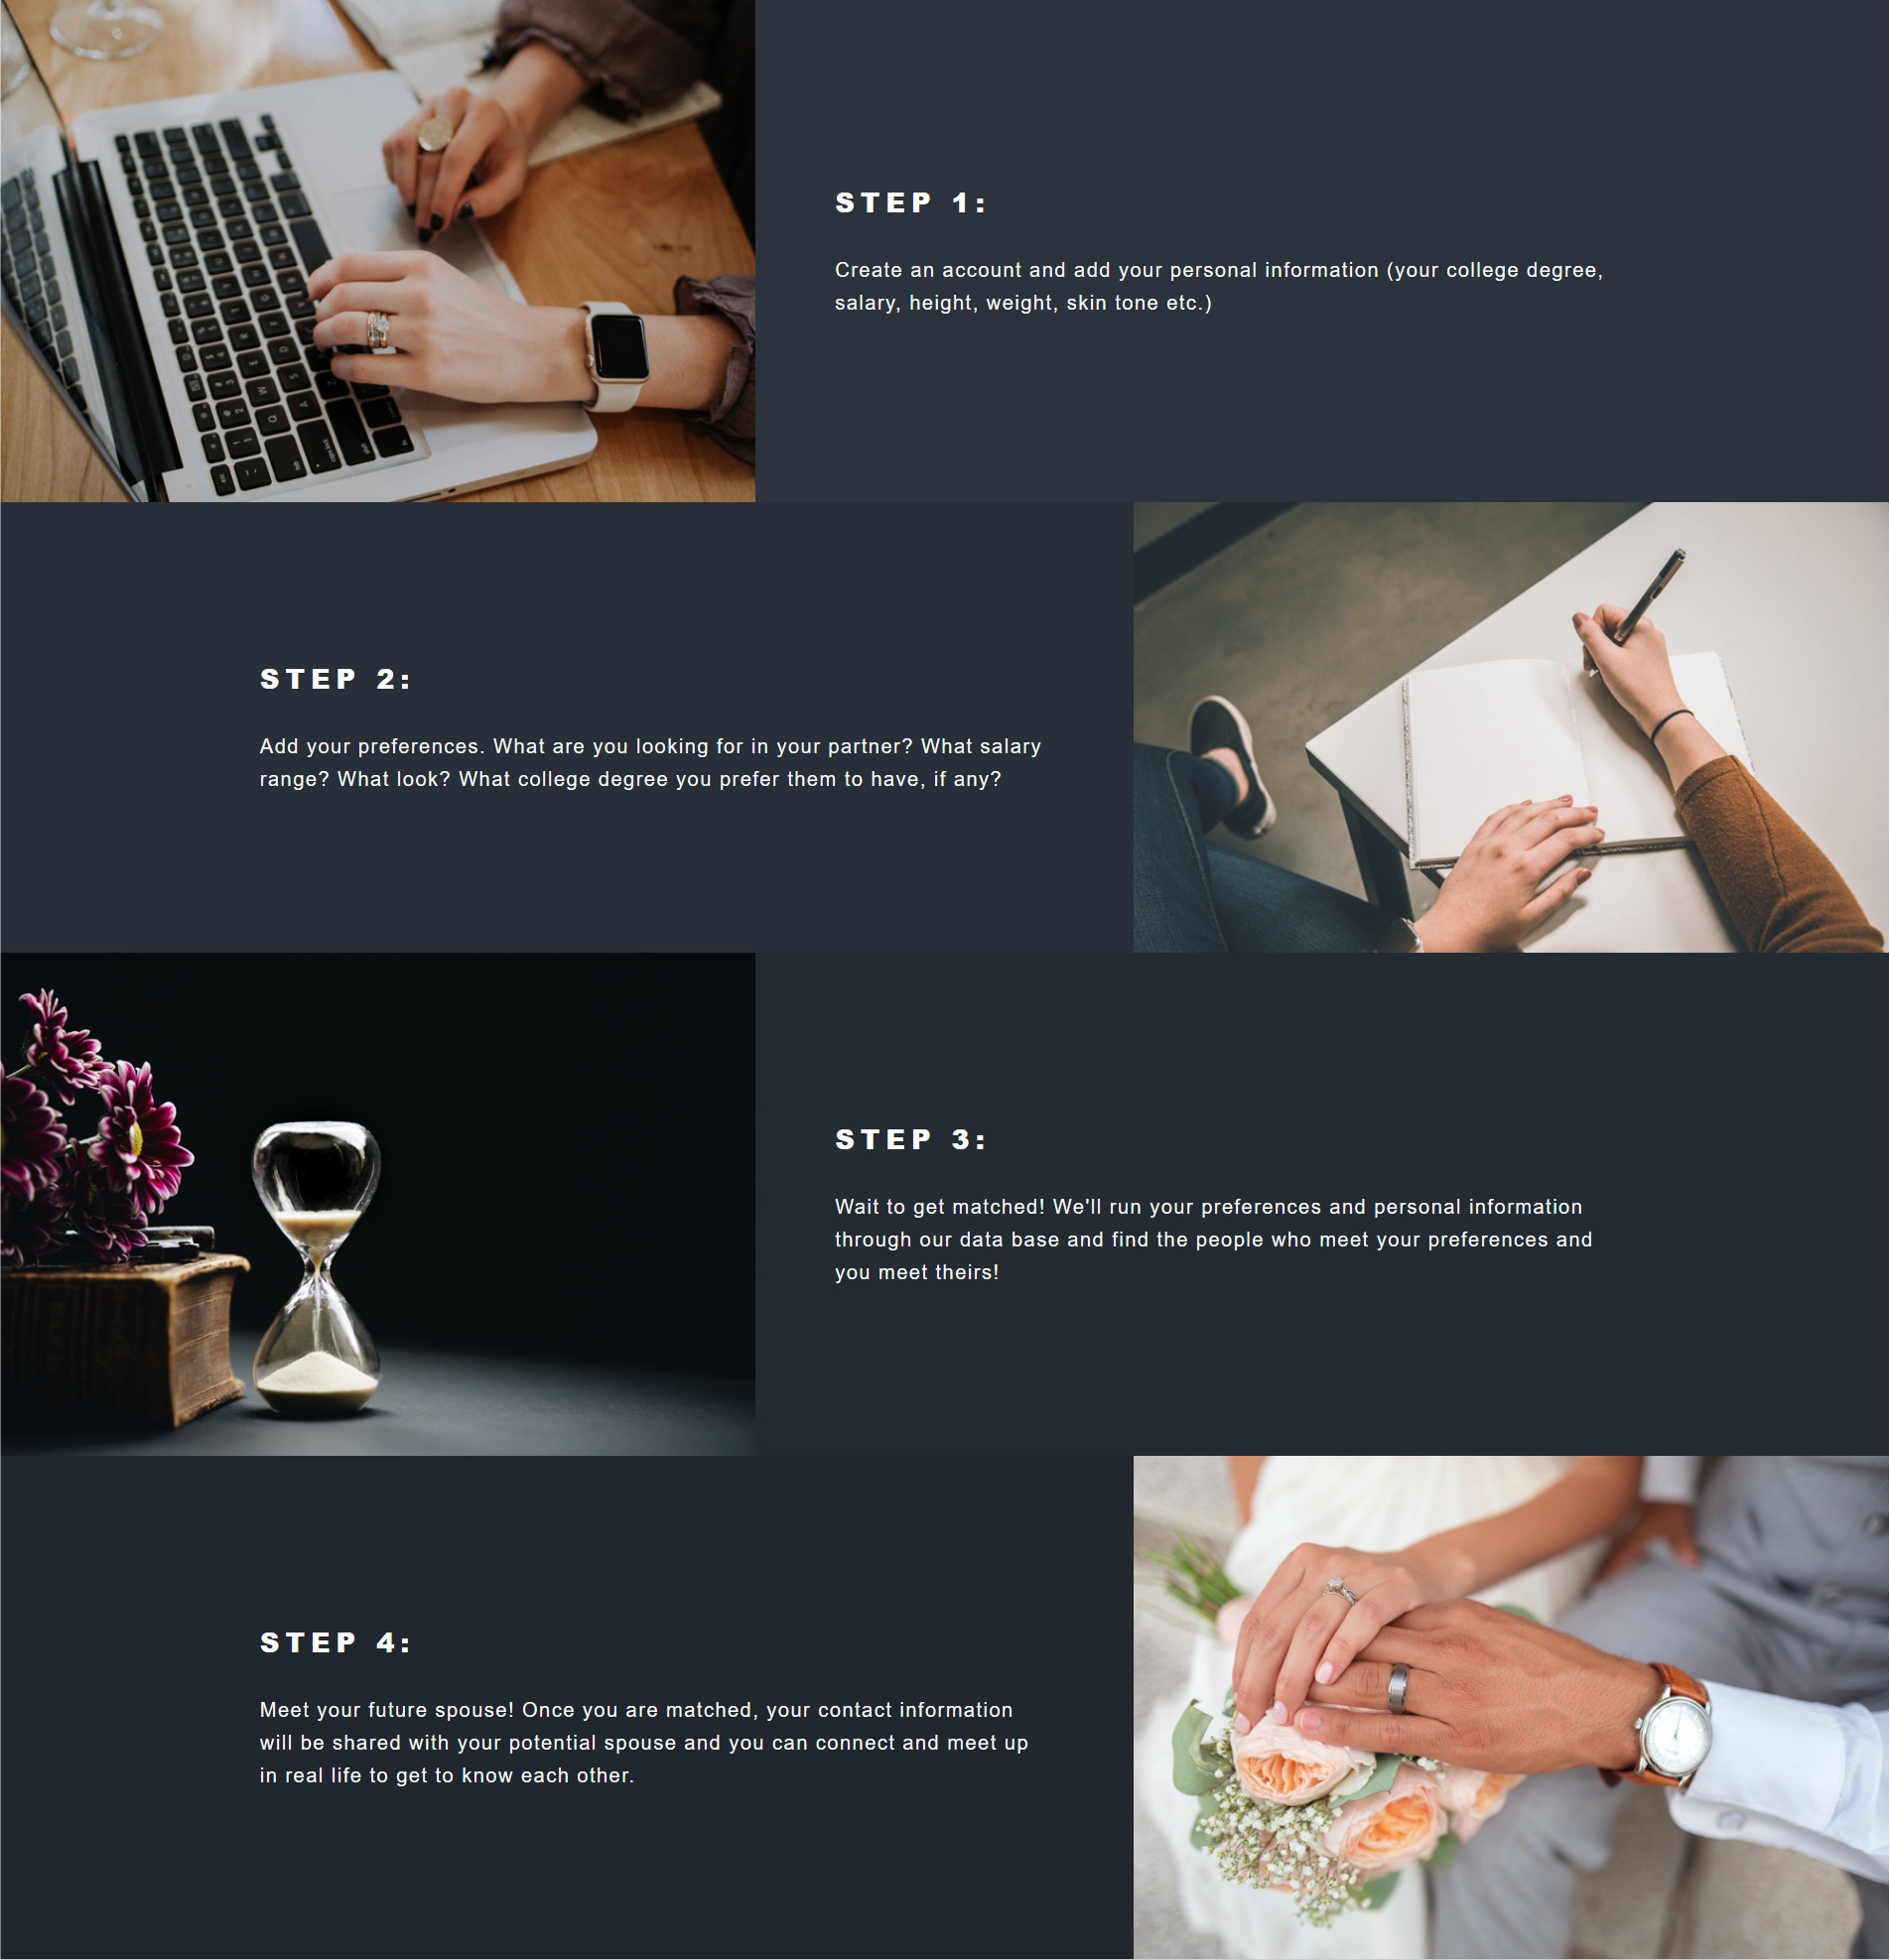 STEP 1:
Create an account and add your personal information (your college degree,
salary, height, weight, skin tone etc.)
STEP 2:
Add your preferences. What are you looking for in your partner? What salary
range? What look? What college degree you prefer them to have, if any?
STEP 3:
Wait to get matched! We'll run your preferences and personal information
through our data base and find the people who meet your preferences and
you meet theirs!
STEP 4:
Meet your future spouse! Once you are matched, your contact information
will be shared with your potential spouse and you can connect and meet up
in real life to get to know each other.